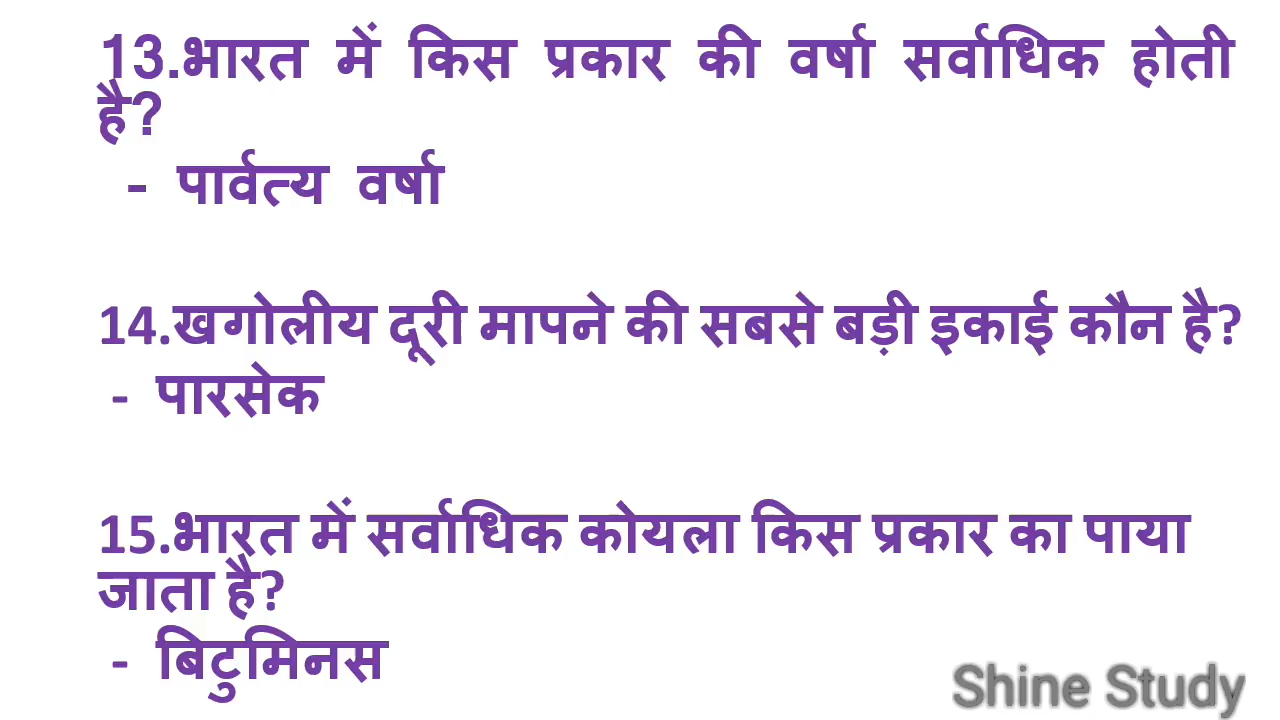 13.भारत में किस प्रकार की वर्षा सर्वाधिक होती
है?
- पार्वत्य वर्षा
14.खगोलीय दूरी मापने की सबसे बड़ी इकाई कौन है?
- पारसेक
15.भारत में सर्वाधिक कोयला किस प्रकार का पाया
जाता है?
- बिटुमिनस
Shine Study